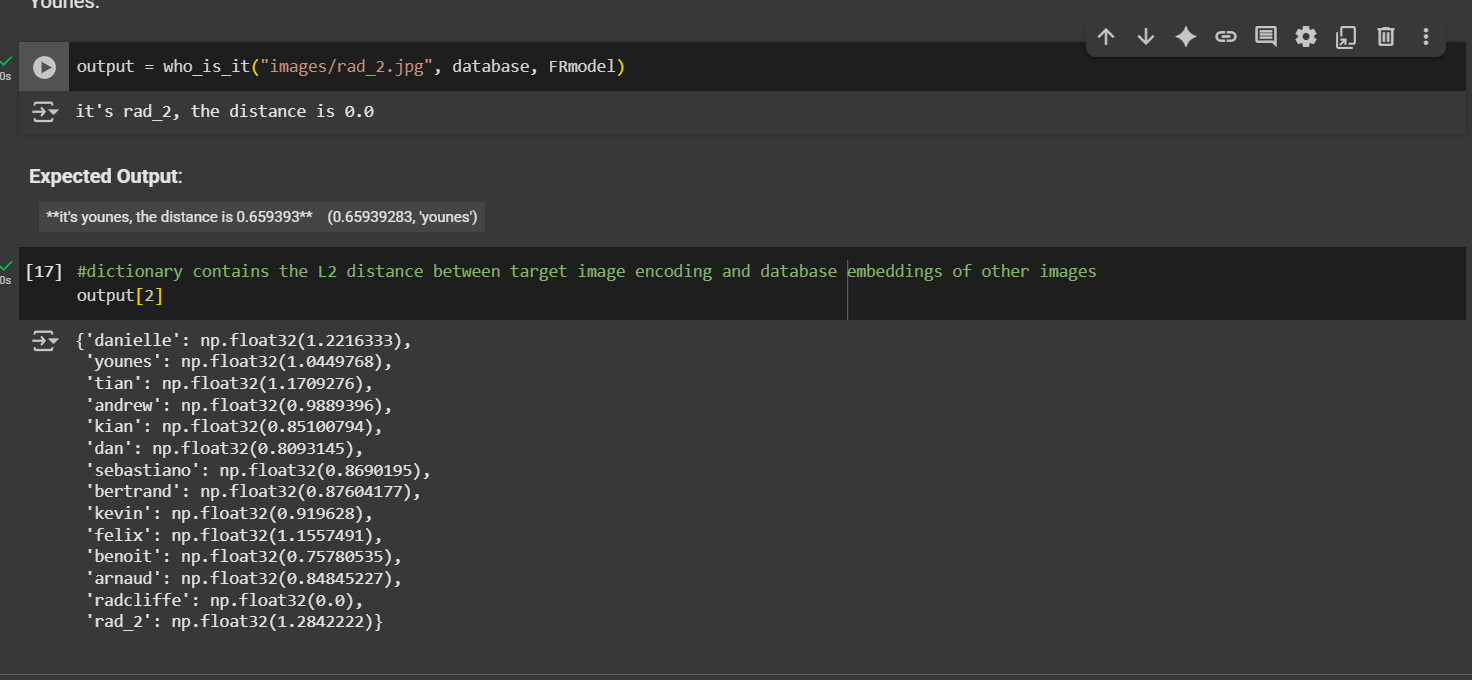 Younes.
output = who_is_it("images/rad_2.jpg", database, FRmodel)
0s
it's rad_2, the distance is 0.0
Expected Output:
**it's younes, the distance is 0.659393** (0.65939283, 'younes')
[17] #dictionary contains the L2 distance between target image encoding and database embeddings of other images
0s
output[2]
{'danielle': np.float32(1.2216333),
'younes': np.float32(1.0449768),
'tian': np.float32(1.1709276),
'andrew': np.float32(0.9889396),
'kian': np.float32(0.85100794),
'dan': np.float32(0.8093145),
'sebastiano': np.float32(0.8690195),
'bertrand': np.float32(0.87604177),
'kevin': np.float32(0.919628),
'felix': np.float32(1.1557491),
'benoit': np.float32(0.75780535),
'arnaud': np.float32(0.84845227),
'radcliffe': np.float32(0.0),
'rad_2': np.float32(1.2842222)}